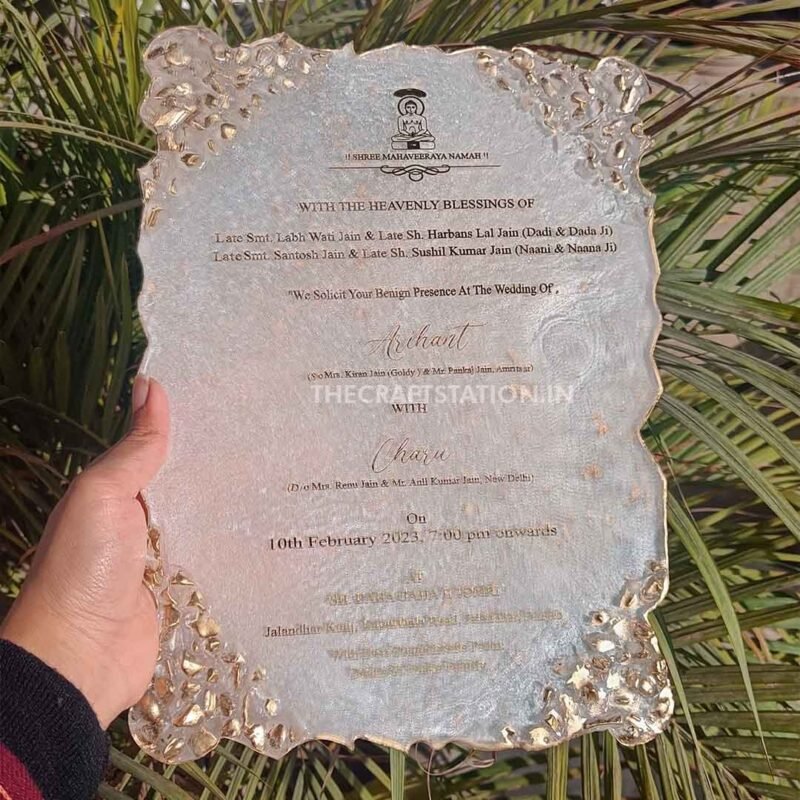 !! SHREE MAHAVEERAYA NAMAH !!
WITH THE HEAVENLY BLESSINGS OF
Late Smt. Labh Wati Jain & Late Sh. Harbans Lal Jain (Dadi & Dada Ji)
Late Smt. Santosh Jain & Late Sh. Sushil Kumar Jain (Naani & Naana Ji)
"We Solicit Your Benign Presence At The Wedding Of ,
Arihant
(S/o Mrs. Kiran Jain (Goldy ) & Mr. Pankaj Jain, Amritsar)
THECRAFTSTATION.IN
WITH
Charu
(D/o Mrs. Renu Jain & Mr. Anil Kumar Jain, New Delhi)
On
10th February 2023, 7:00 pm onwards
AT
Jalandhar Kunj,